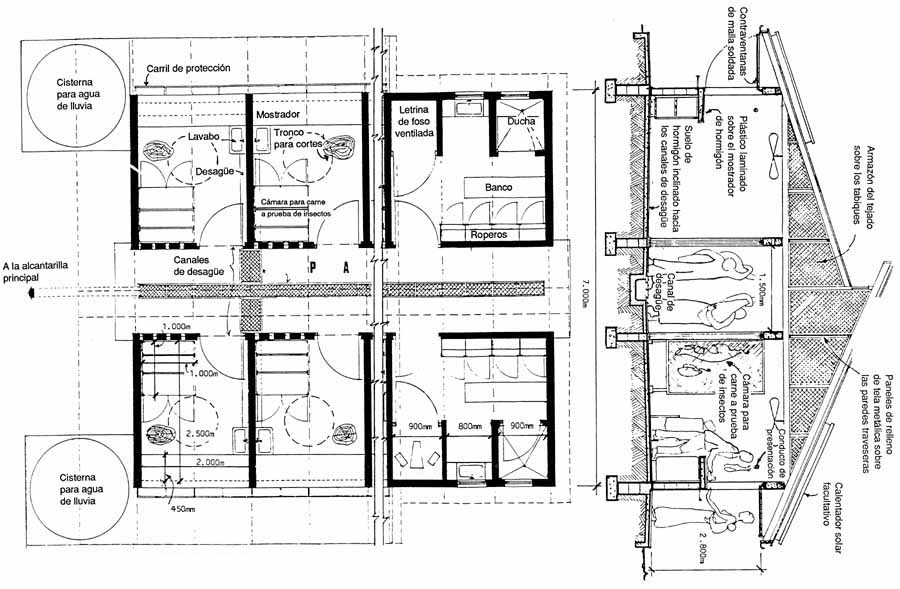 Cisterna
para agua
de lluvia
Carril de protección
Mostrador
Lavabo
Tronco
para cortes
Desagüe
Cámara para carne
a prueba de insectos
Letrina
de foso
ventilada
Ducha
Banco
Roperos
Canales
de desagüe
P A
A la alcantarilla
principal
1.000m
1.000m
2.500m
2.000m
450mm
900mm
800mm
900mm
7.000m
Cisterna
para agua
de lluvia
Contraventanas
de malla soldada
Plástico laminado
sobre el mostrador
de hormigón
Suelo de
hormigón inclinado hacia
los canales de desagüe
Armazón del tejado
sobre los tabiques
1.500mm
Canal de
desagüe
Paneles de relleno
de tela metálica sobre
las paredes traveseras
Cámara para
carne a prueba
de insectos
Conducto de
presentación
Calentador solar
facultativo
2.800m